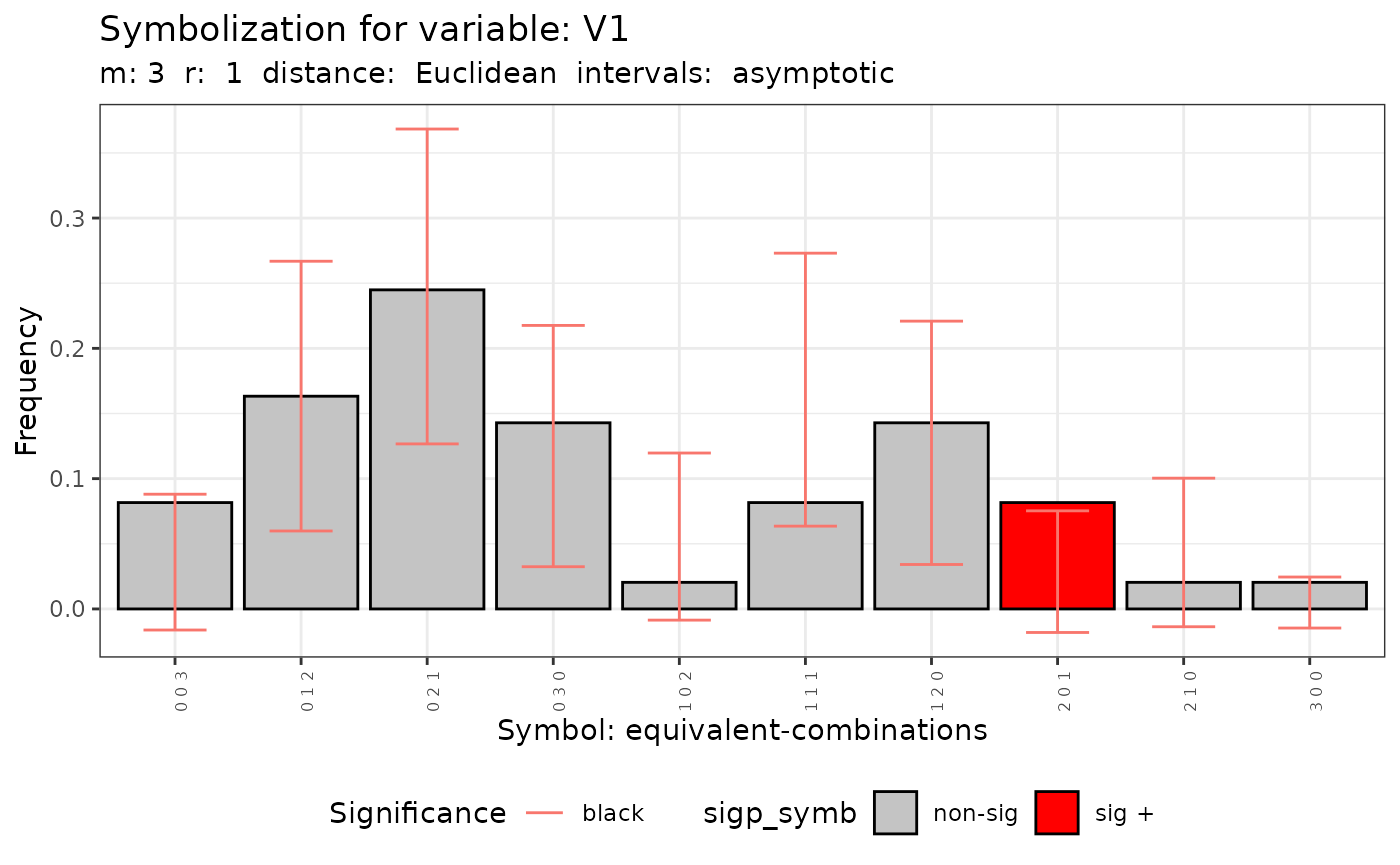 Symbolization for variable: V1
m: 3 r: 1 distance: Euclidean intervals: asymptotic
Frequency
0.3
0.2
0.1
0.0
0 0 3
0 1 2
0 2 1
0 3 0
1 0 2
1 1 1
1 2 0
2 0 1
2 1 0
3 0 0
Symbol: equivalent-combinations
Significance black sigp_symb non-sig sig +